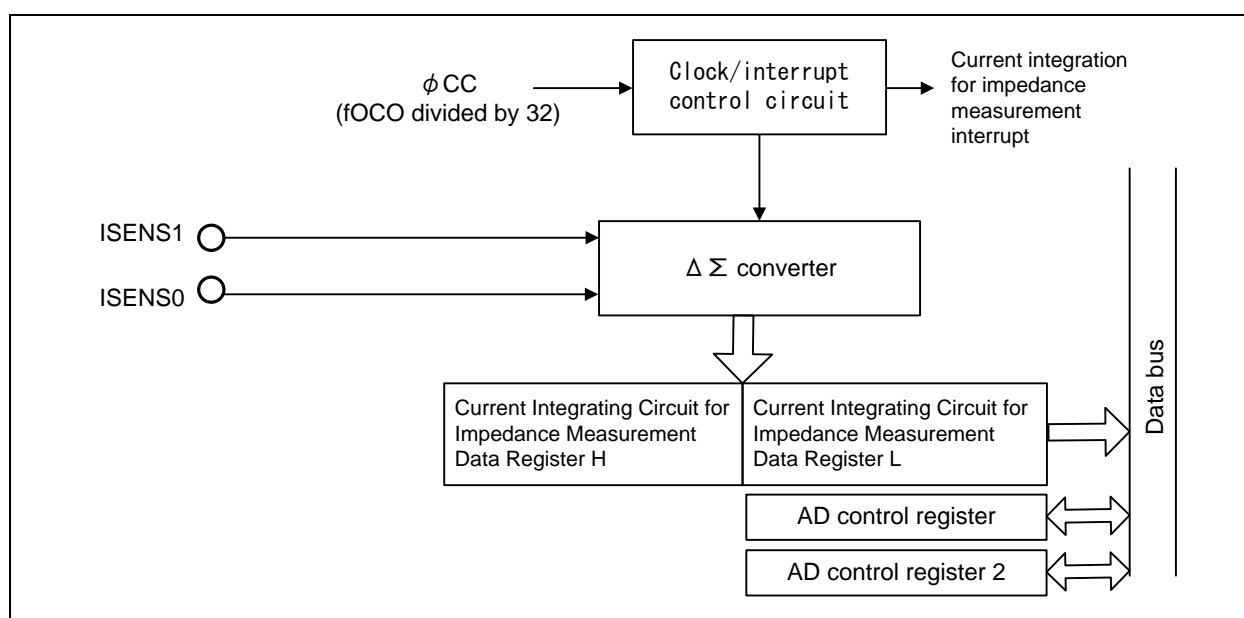 φCC
(fOCO divided by 32)
Clock/interrupt
control circuit
Current integration
for impedance
measurement
interrupt
ISENS1
ISENS0
ΔΣ converter
Current Integrating Circuit for
Impedance Measurement
Data Register H
Current Integrating Circuit for
Impedance Measurement
Data Register L
AD control register
AD control register 2
Data bus